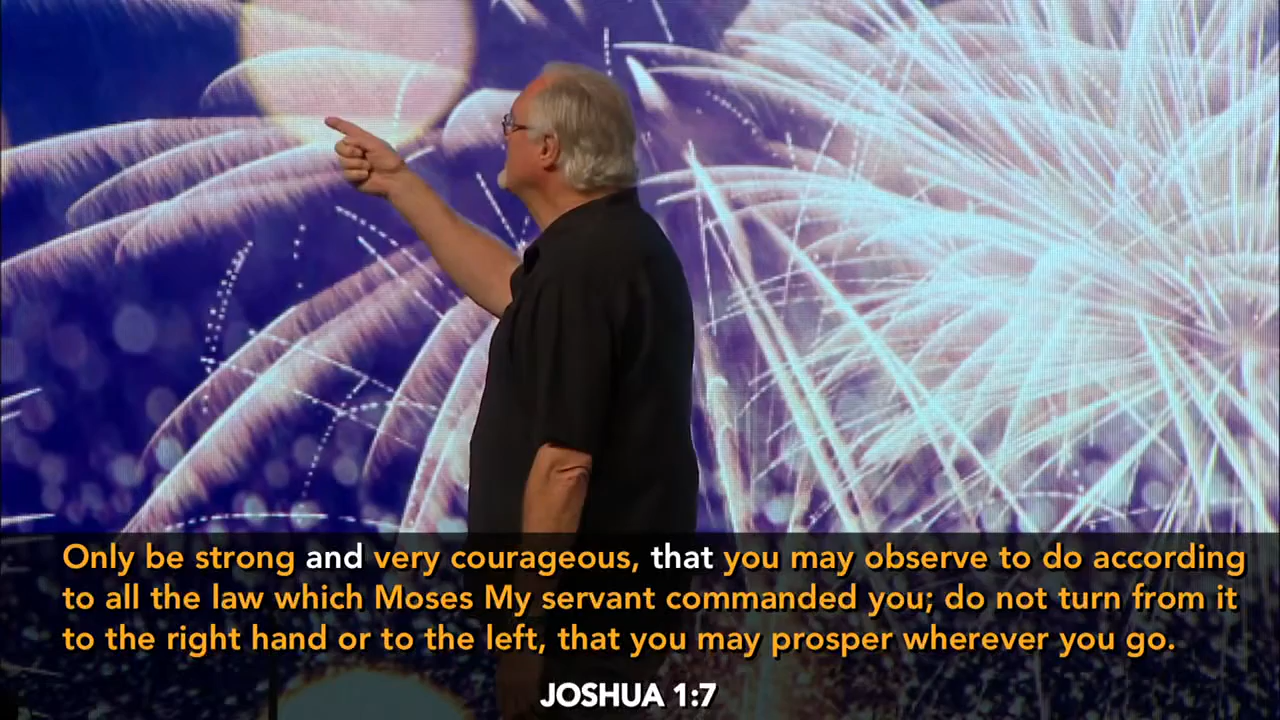 Only be strong and very courageous, that you may observe to do according
to all the law which Moses My servant commanded you; do not turn from it
to the right hand or to the left, that you may prosper wherever you go.
JOSHUA 1:7